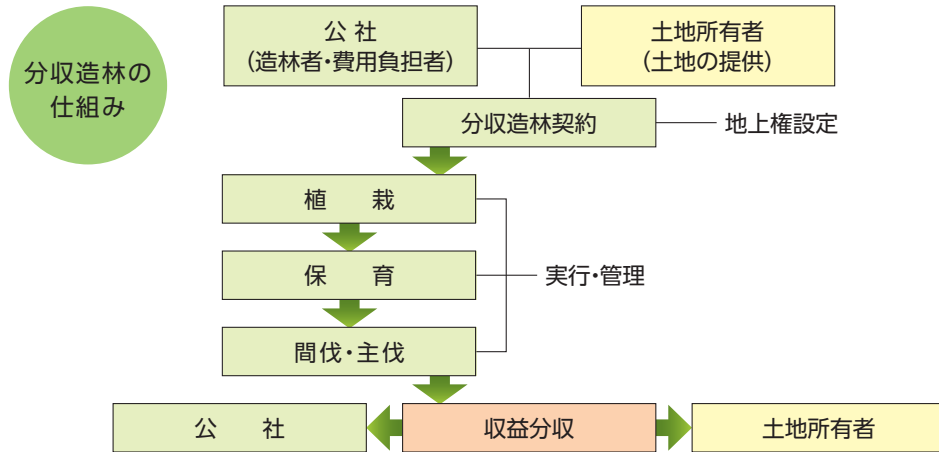 分収造林の
仕組み
公 社
（造林者・費用負担者）
土地所有者
（土地の提供）
分収造林契約
地上権設定
植 栽
保 育
実行・管理
間伐・主伐
公 社
収益分収
土地所有者